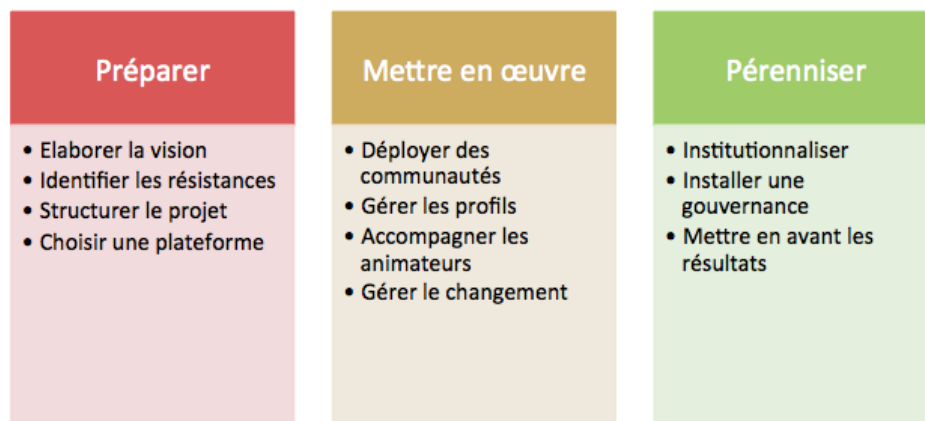 Préparer
• Elaborer la vision
• Identifier les résistances
• Structurer le projet
• Choisir une plateforme
Mettre en œuvre
• Déployer des
communautés
• Gérer les profils
• Accompagner les
animateurs
• Gérer le changement
Pérenniser
• Institutionnaliser
• Installer une
gouvernance
• Mettre en avant les
résultats